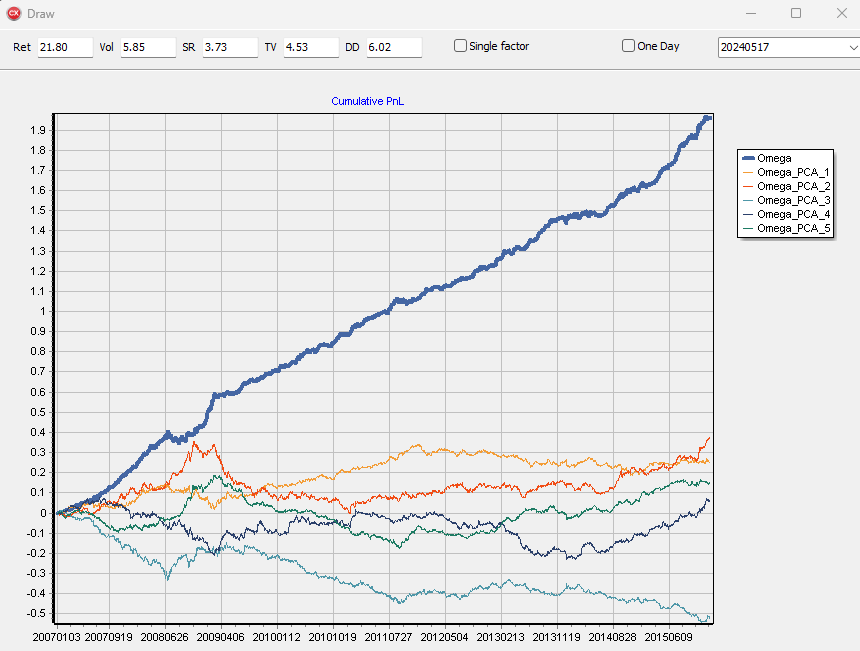 CX Draw
Ret 21.80 Vol 5.85 SR 3.73 TV 4.53 DD 6.02 Single factor One Day 20240517
Cumulative PnL
1.9
1.8
1.7
1.6
1.5
1.4
1.3
1.2
1.1
1
0.9
0.8
0.7
0.6
0.5
0.4
0.3
0.2
0.1
0
-0.1
-0.2
-0.3
-0.4
-0.5
20070103 20070919 20080626 20090406 20100112 20101019 20110727 20120504 20130213 20131119 20140828 20150609
Omega
Omega_PCA_1
Omega_PCA_2
Omega_PCA_3
Omega_PCA_4
Omega_PCA_5